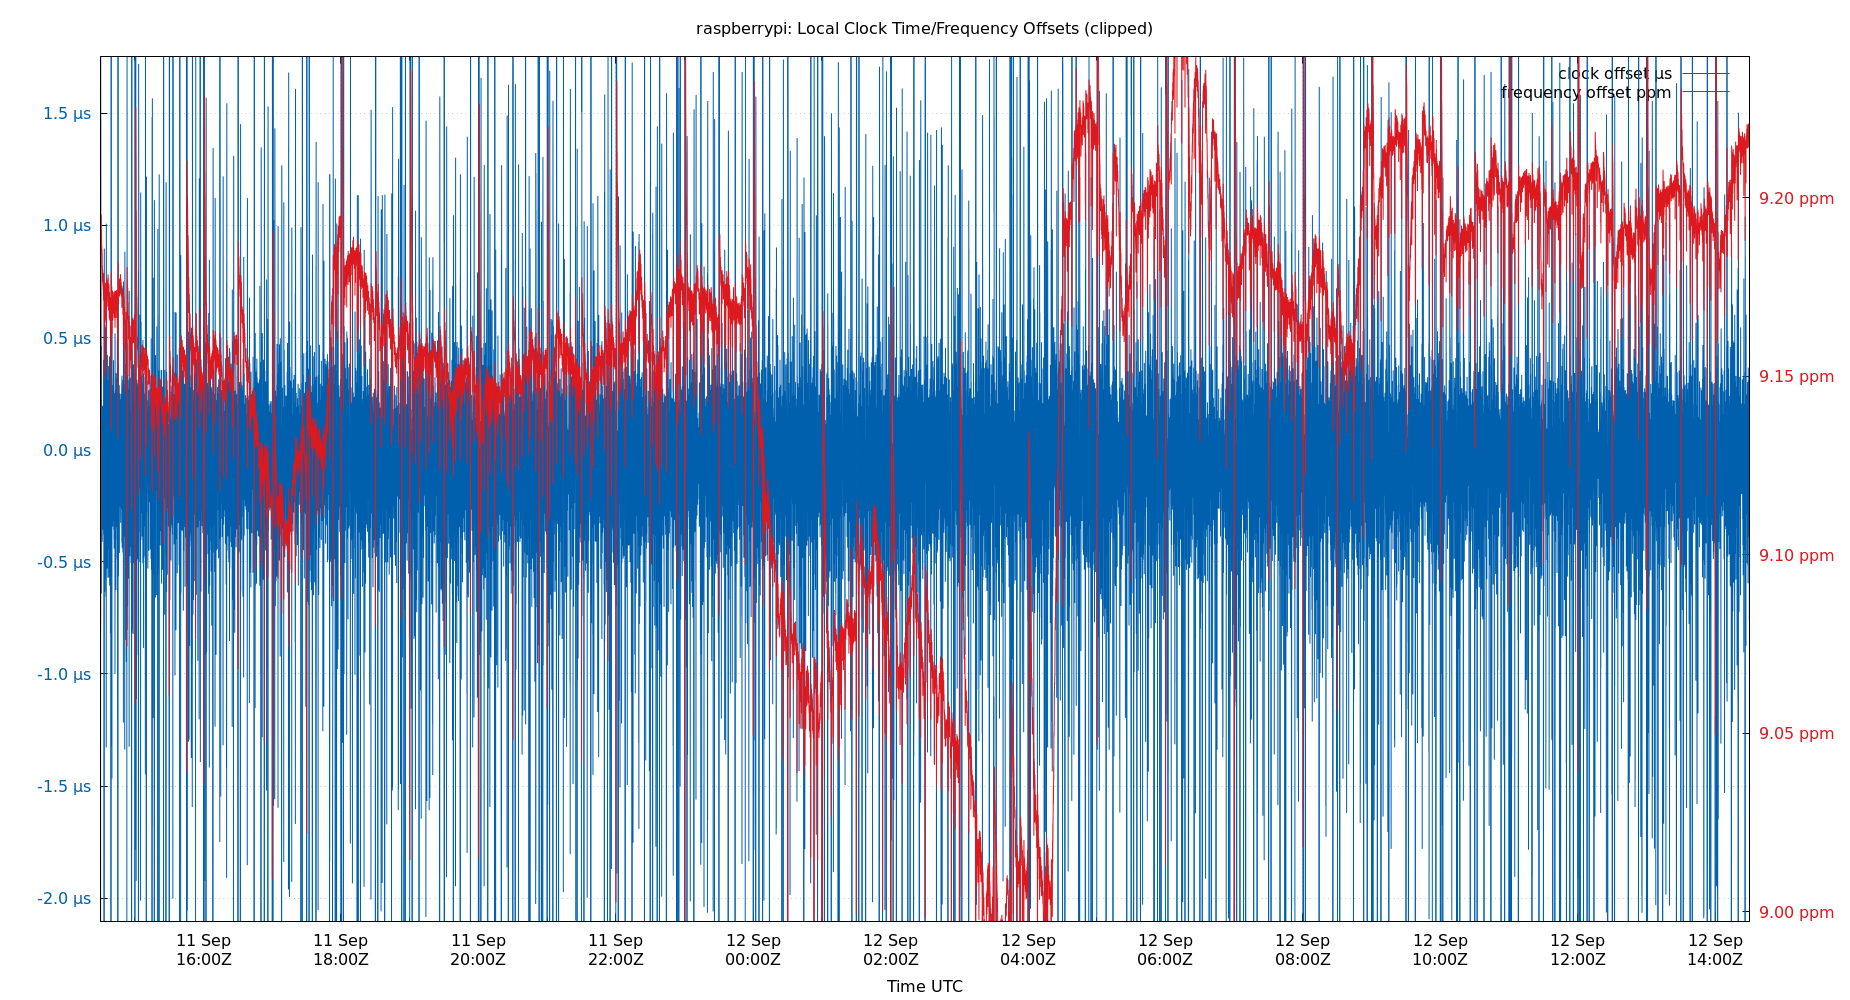 raspberrypi: Local Clock Time/Frequency Offsets (clipped)
clock offset µs
frequency offset ppm
1.5 µs
1.0 µs
0.5 µs
0.0 µs
-0.5 µs
-1.0 µs
-1.5 µs
-2.0 µs
9.20 ppm
9.15 ppm
9.10 ppm
9.05 ppm
9.00 ppm
11 Sep 11 Sep 11 Sep 11 Sep 12 Sep 12 Sep 12 Sep 12 Sep 12 Sep 12 Sep 12 Sep 12 Sep
16:00Z 18:00Z 20:00Z 22:00Z 00:00Z 02:00Z 04:00Z 06:00Z 08:00Z 10:00Z 12:00Z 14:00Z
Time UTC